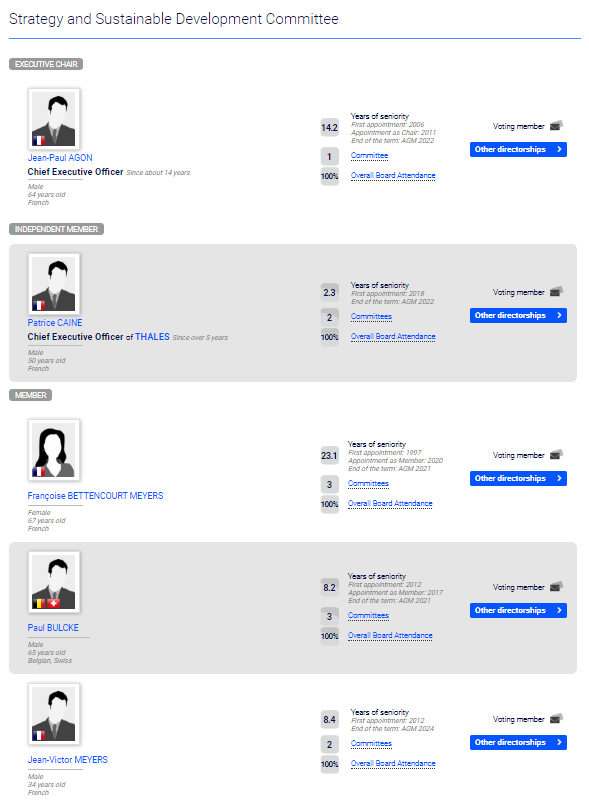 Strategy and Sustainable Development Committee
EXECUTIVE CHAIR
Jean-Paul AGON
Chief Executive Officer Since about 14 years
Male
64 years old
French
14.2
Years of seniority
First appointment: 2006
Appointment as Chair: 2011
End of the term: AGM 2022
1
Committee
100%
Overall Board Attendance
Voting member
Other directorships
INDEPENDENT MEMBER
Patrice CAINE
Chief Executive Officer of THALES Since over 5 years
Male
50 years old
French
2.3
Years of seniority
First appointment: 2018
End of the term: AGM 2022
2
Committees
100%
Overall Board Attendance
Voting member
Other directorships
MEMBER
Françoise BETTENCOURT MEYERS
Female
67 years old
French
23.1
Years of seniority
First appointment: 1997
Appointment as Member: 2020
End of the term: AGM 2021
3
Committees
100%
Overall Board Attendance
Voting member
Other directorships
Paul BULCKE
Male
65 years old
Belgian, Swiss
8.2
Years of seniority
First appointment: 2012
Appointment as Member: 2017
End of the term: AGM 2021
3
Committees
100%
Overall Board Attendance
Voting member
Other directorships
Jean-Victor MEYERS
Male
34 years old
French
8.4
Years of seniority
First appointment: 2012
End of the term: AGM 2024
2
Committees
100%
Overall Board Attendance
Voting member
Other directorships